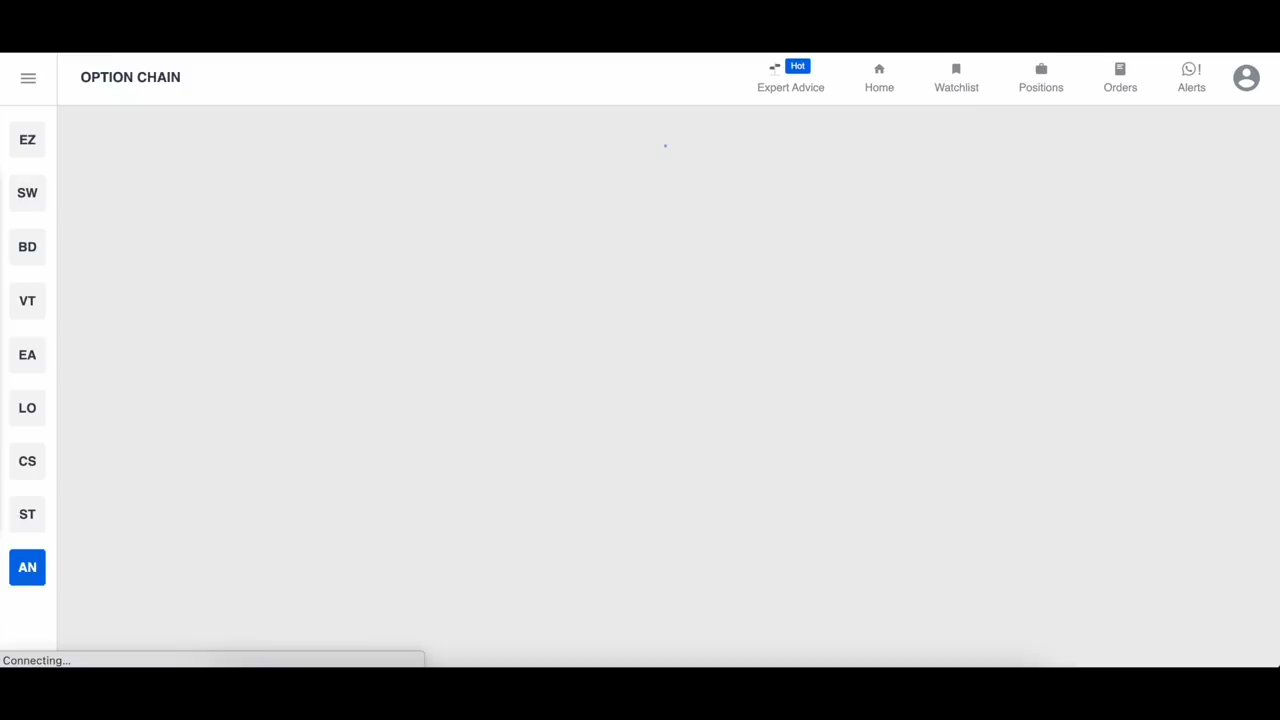 OPTION CHAIN
Hot
Expert Advice
Home
Watchlist
Positions
Orders
!
Alerts
EZ
SW
BD
VT
EA
LO
CS
ST
AN
Connecting...